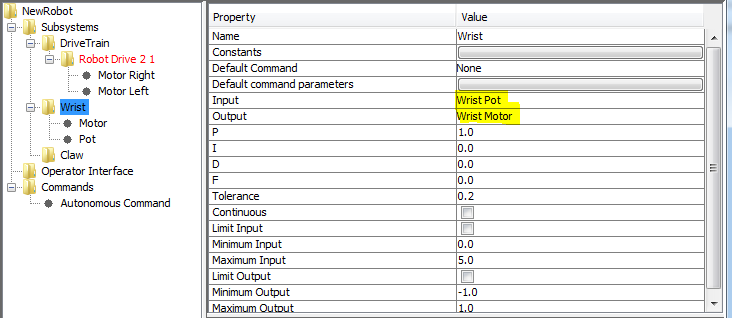 NewRobot
Subsystems
DriveTrain
Robot Drive 2 1
Motor Right
Motor Left
Wrist
Motor
Pot
Claw
Operator Interface
Commands
Autonomous Command
Property Value
Name Wrist
Constants
Default Command None
Default command parameters
Input Wrist Pot
Output Wrist Motor
P 1.0
I 0.0
D 0.0
F 0.0
Tolerance 0.2
Continuous
Limit Input
Minimum Input 0.0
Maximum Input 5.0
Limit Output
Minimum Output -1.0
Maximum Output 1.0